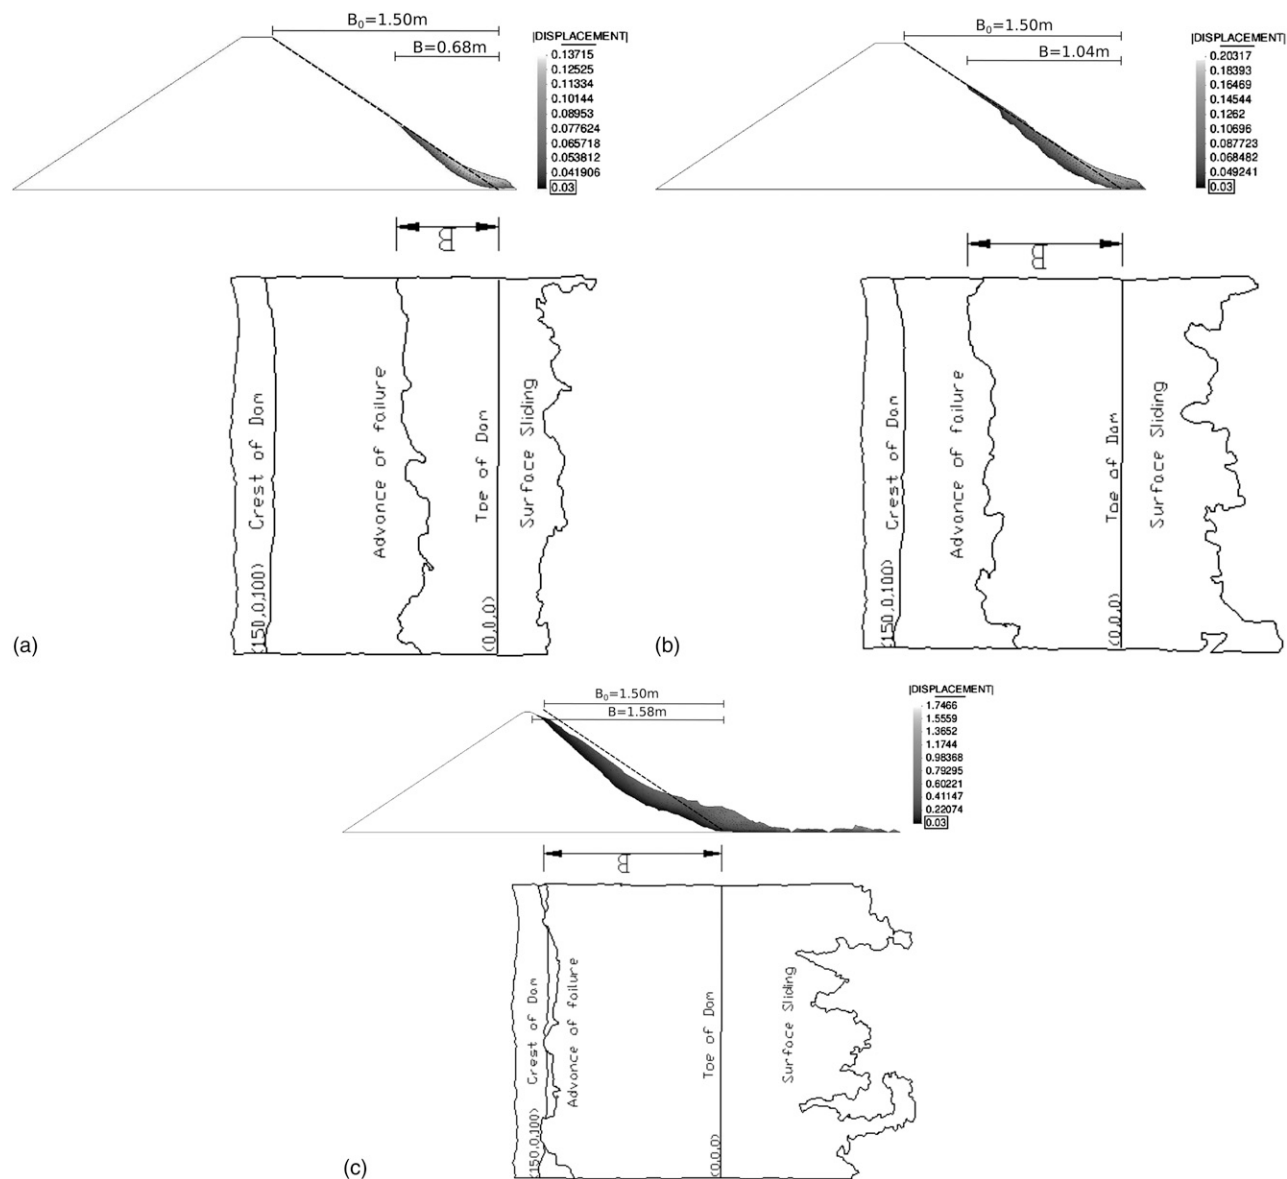 B₀=1.50m
B=0.68m
|DISPLACEMENT|
0.13715
0.12525
0.11334
0.10144
0.08953
0.077624
0.065718
0.053812
0.041906
0.03
B
Crest of Dam
(150,0,100)
Advance of failure
Toe of Dam
(0,0,0)
Surface Sliding
(a)
B₀=1.50m
B=1.04m
|DISPLACEMENT|
0.20317
0.18393
0.16469
0.14544
0.1262
0.10696
0.087723
0.068482
0.049241
0.03
B
Crest of Dam
(150,0,100)
Advance of failure
Toe of Dam
(0,0,0)
Surface Sliding
(b)
B₀=1.50m
B=1.58m
|DISPLACEMENT|
1.7466
1.5559
1.3652
1.1744
0.98368
0.79295
0.60221
0.41147
0.22074
0.03
B
Crest of Dam
(150,0,100)
Advance of failure
Toe of Dam
(0,0,0)
Surface Sliding
(c)